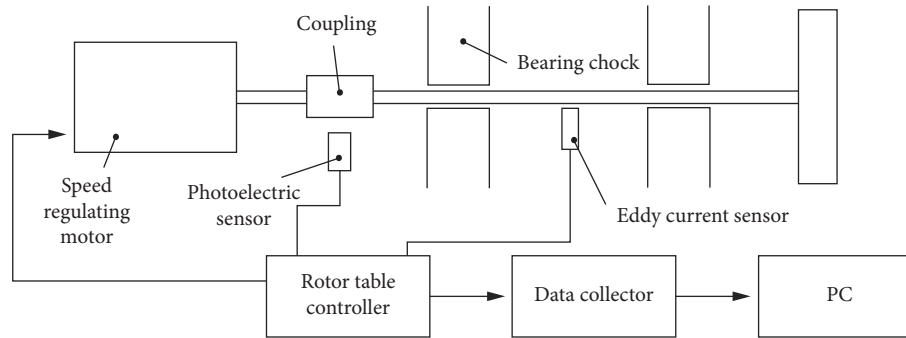 Coupling
Bearing chock
Speed
regulating
motor
Photoelectric
sensor
Eddy current sensor
Rotor table
controller
Data collector
PC